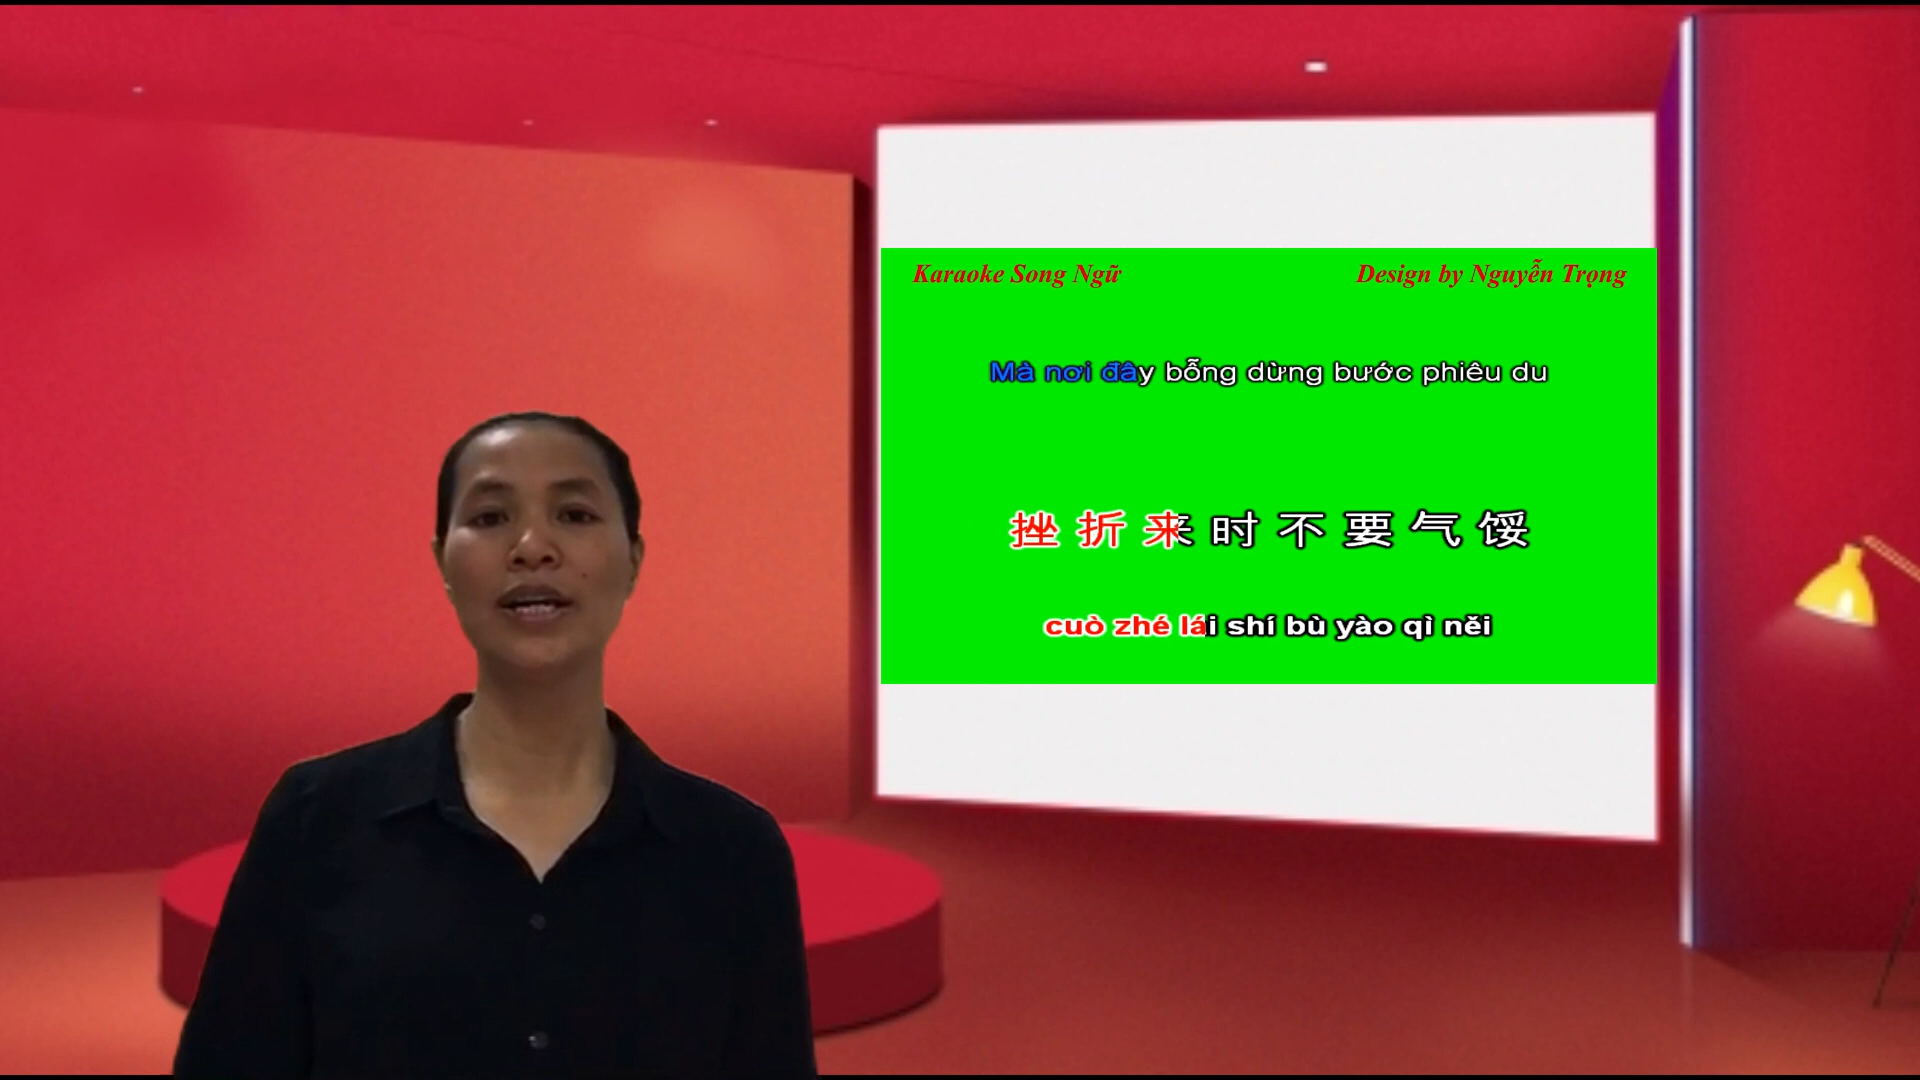 Karaoke Song Ngữ
Design by Nguyễn Trọng
Mà nơi đây bỗng dừng bước phiêu du
挫折来时不要气馁
cuò zhé lái shí bù yào qì něi